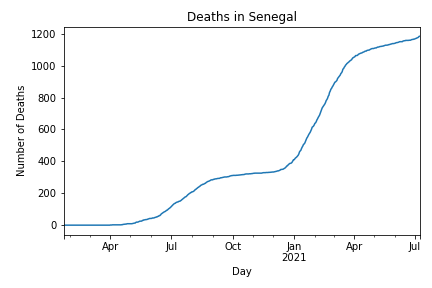 Deaths in Senegal
1200
1000
800
600
400
200
0
Number of Deaths
Apr
Jul
Oct
Jan
2021
Apr
Jul
Day